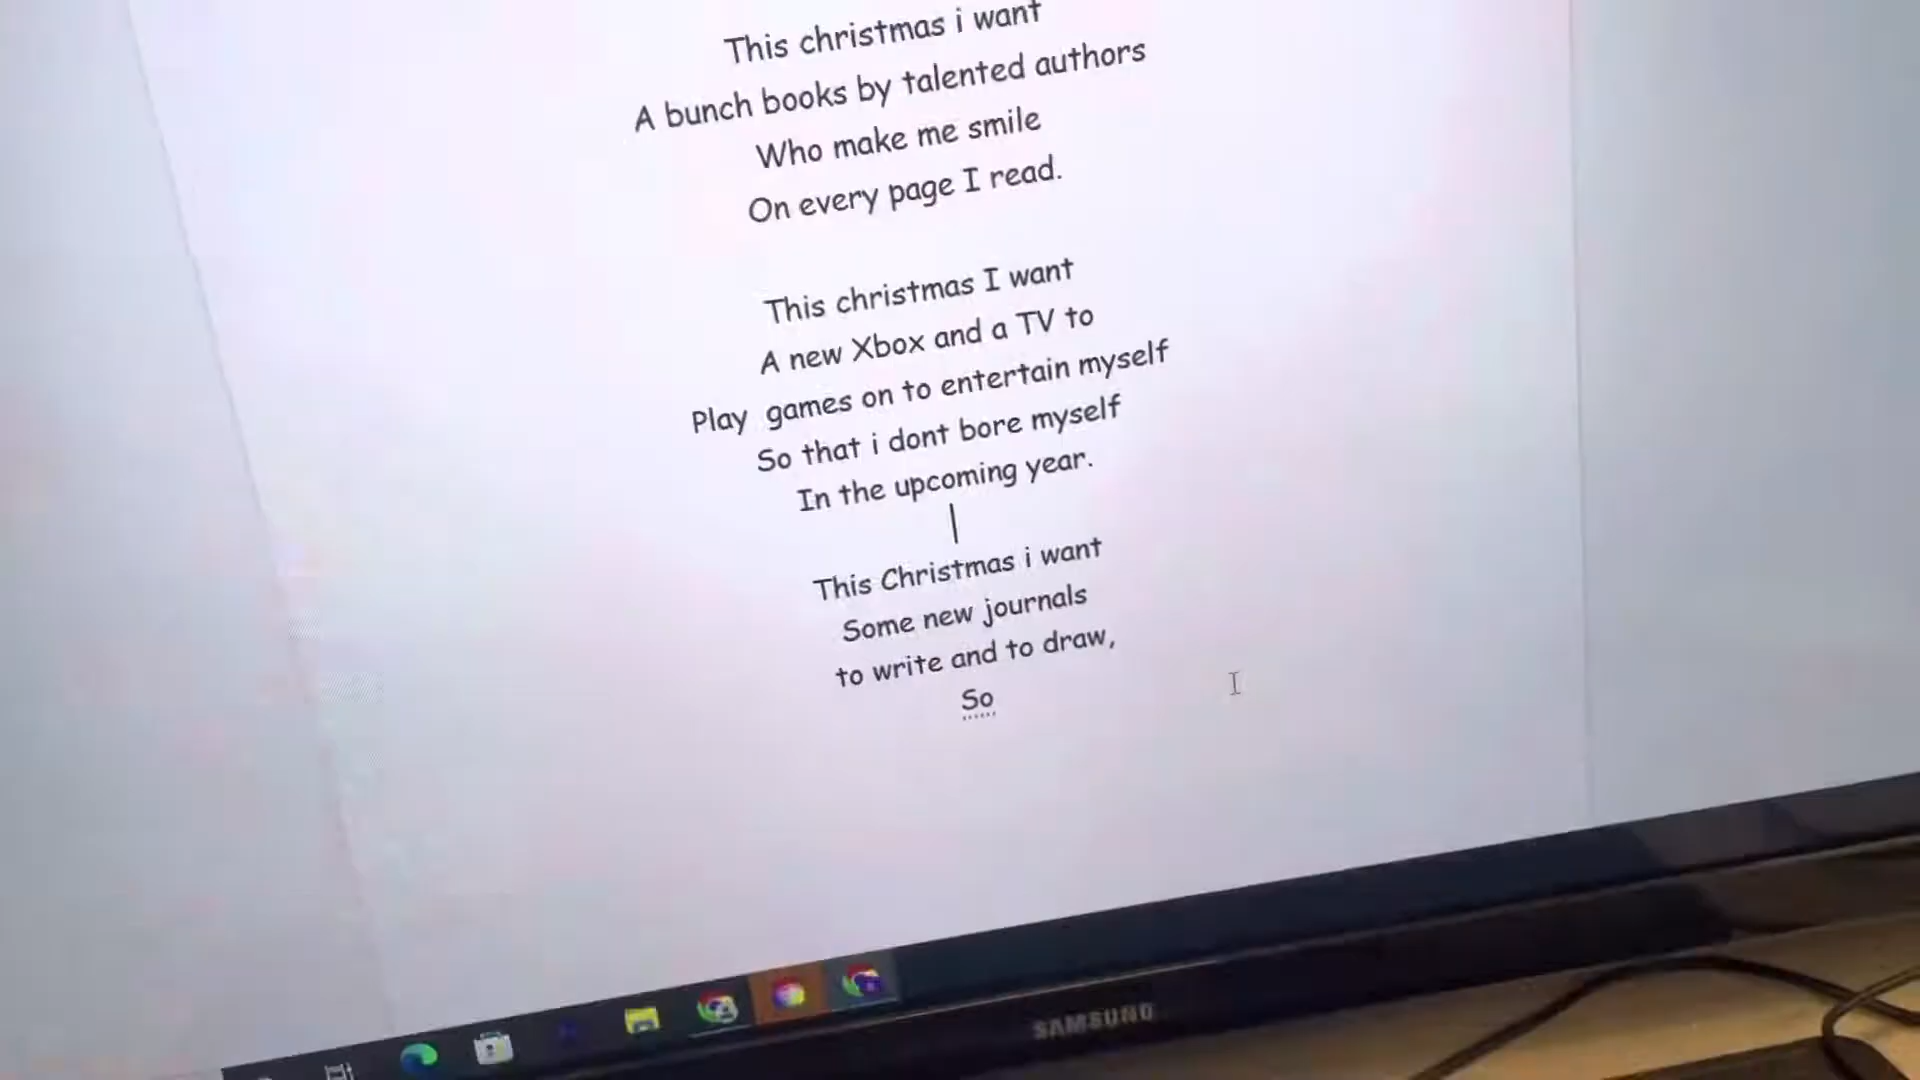 This christmas i want
A bunch books by talented authors
Who make me smile
On every page I read.
This christmas I want
A new Xbox and a TV to
Play games on to entertain myself
So that i dont bore myself
In the upcoming year.
This Christmas i want
Some new journals
to write and to draw,
So
SAMSUNG